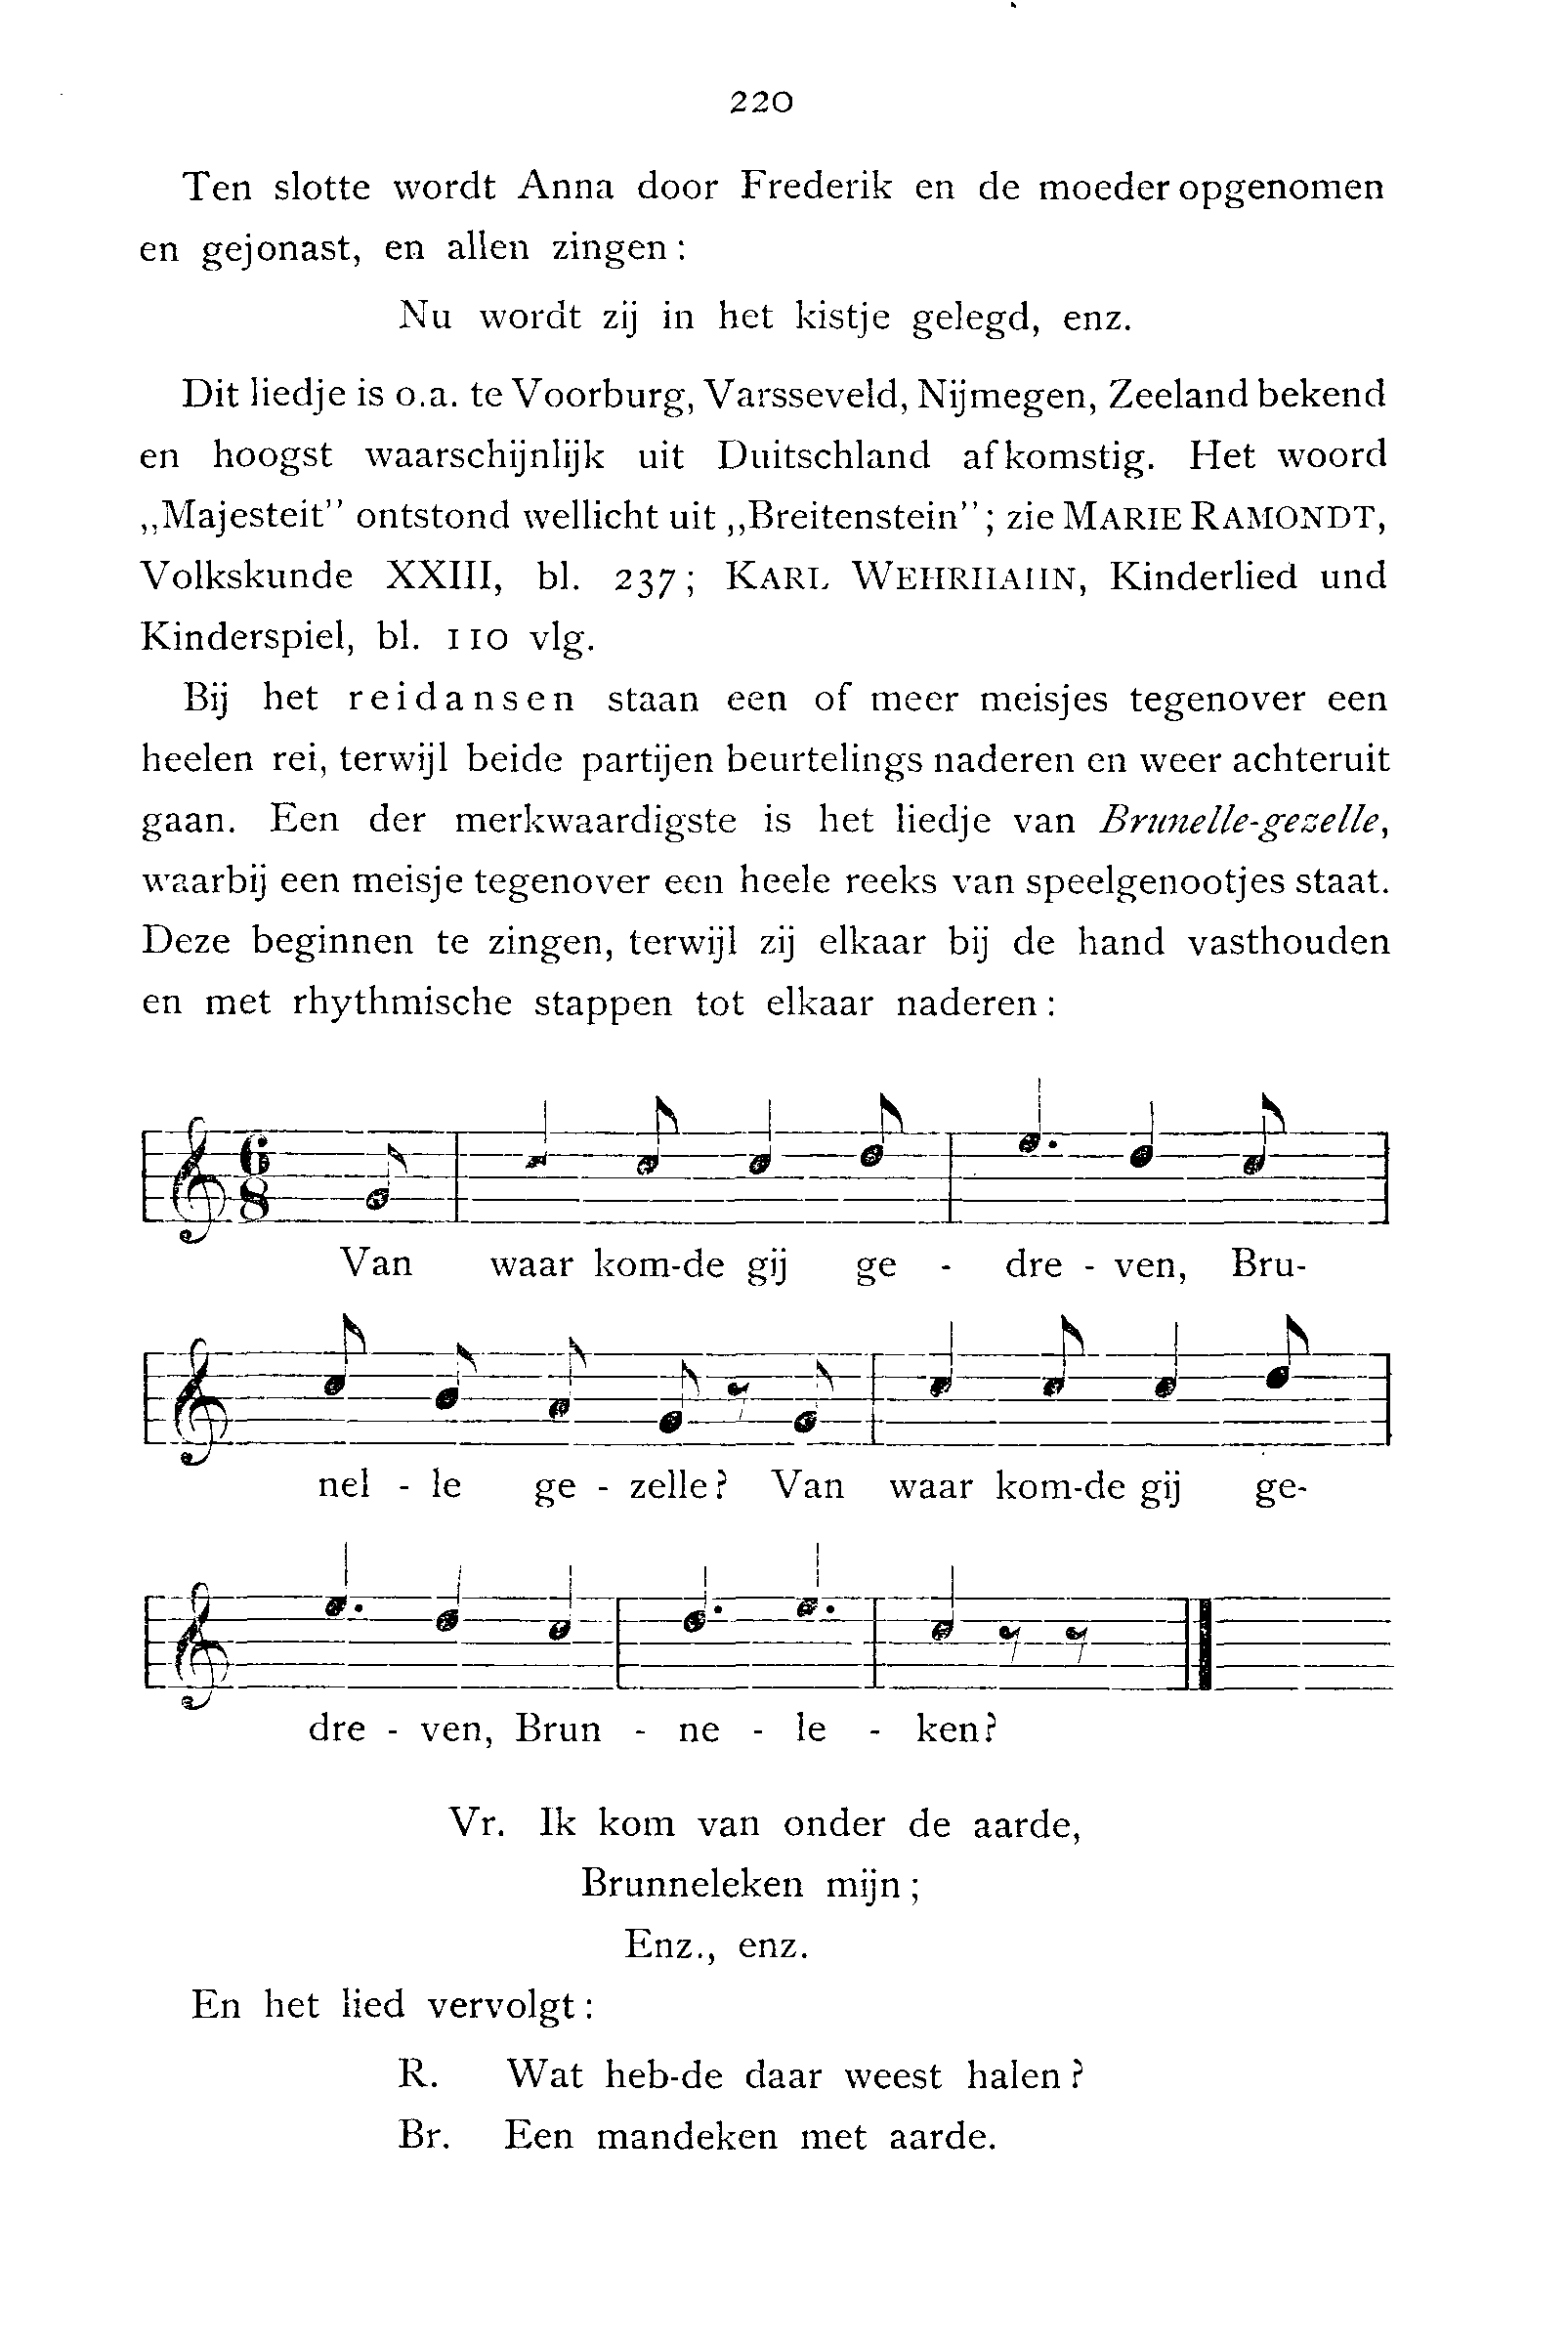 220
Ten slotte wordt Anna door Frederik en de moeder opgenomen
en gejonast, en allen zingen:
Nu wordt zij in het kistje gelegd, enz.
Dit liedje is o.a. te Voorburg, Varsseveld, Nijmegen, Zeeland bekend
en hoogst waarschijnlijk uit Duitschland afkomstig. Het woord
„Majesteit” ontstond wellicht uit „Breitenstein”; zie MARIE RAMONDT,
Volkskunde XXIII, bl. 237; KARL WEHRHAHN, Kinderlied und
Kinderspiel, bl. 110 vlg.
Bij het reidansen staan een of meer meisjes tegenover een
heelen rei, terwijl beide partijen beurtelings naderen en weer achteruit
gaan. Een der merkwaardigste is het liedje van Brunelle-gezelle,
waarbij een meisje tegenover een heele reeks van speelgenootjes staat.
Deze beginnen te zingen, terwijl zij elkaar bij de hand vasthouden
en met rhythmische stappen tot elkaar naderen:
6
8
Van waar kom-de gij ge - dre - ven, Bru-
nel - le ge - zelle? Van waar kom-de gij ge-
dre - ven, Brun - ne - le - ken?
Vr. Ik kom van onder de aarde,
Brunneleken mijn;
Enz., enz.
En het lied vervolgt:
R. Wat heb-de daar weest halen?
Br. Een mandeken met aarde.